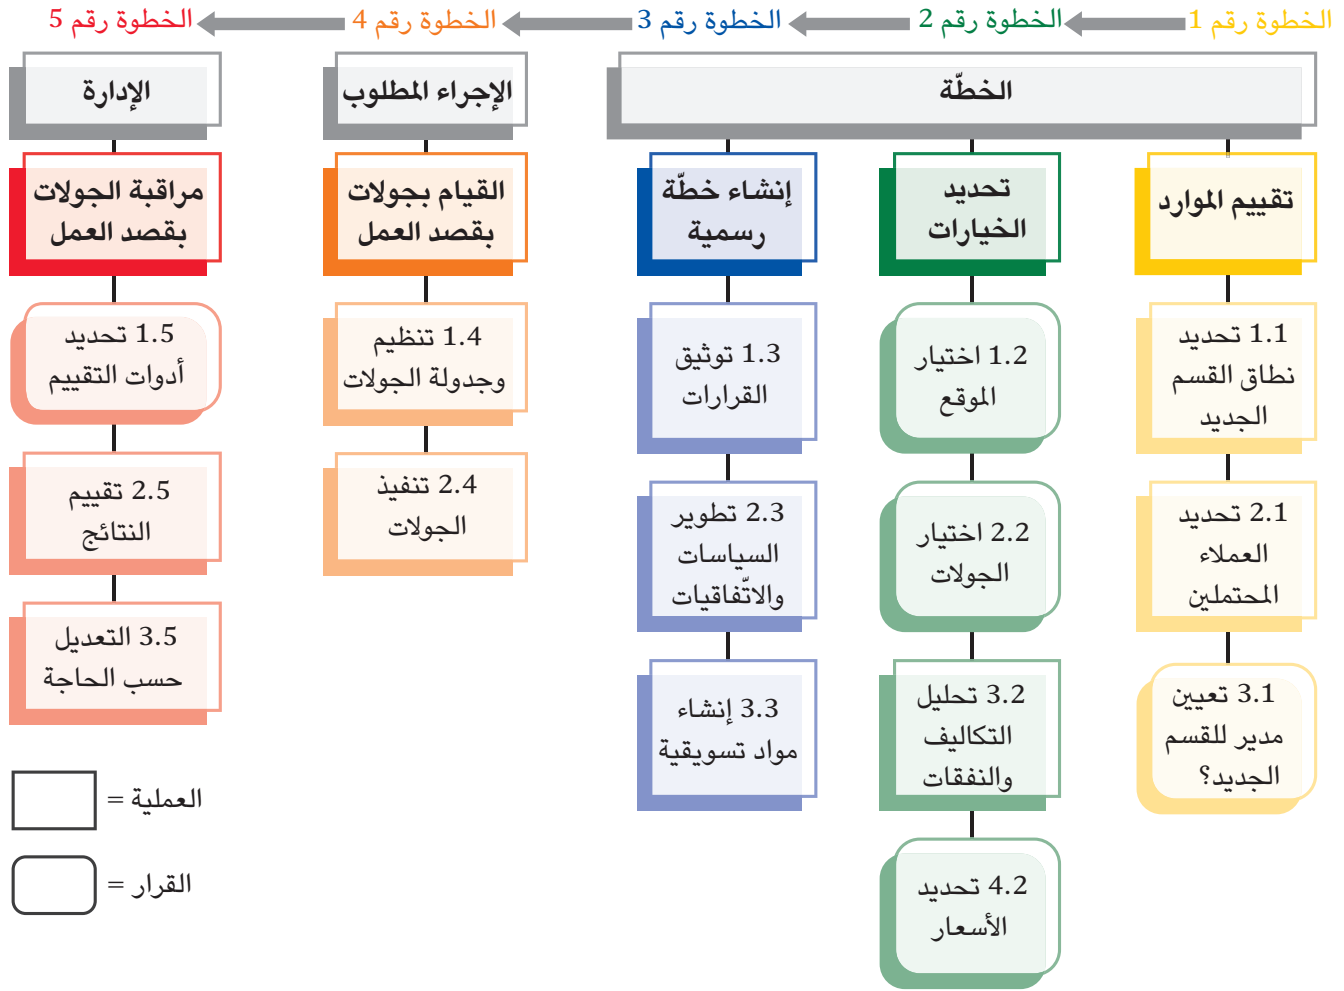 الخطوة رقم 1
الخطوة رقم 2
الخطوة رقم 3
الخطوة رقم 4
الخطوة رقم 5
الخطّة
الإجراء المطلوب
الإدارة
تقييم الموارد
تحديد
الخيارات
إنشاء خطّة
رسمية
القيام بجولات
بقصد العمل
مراقبة الجولات
بقصد العمل
1.1 تحديد
نطاق القسم
الجديد
2.1 تحديد
العملاء
المحتملين
3.1 تعيين
مدير للقسم
الجديد؟
1.2 اختيار
الموقع
2.2 اختيار
الجولات
3.2 تحليل
التكاليف
والنفقات
4.2 تحديد
الأسعار
1.3 توثيق
القرارات
2.3 تطوير
السياسات
والاتّفاقيات
3.3 إنشاء
مواد تسويقية
1.4 تنظيم
وجدولة الجولات
2.4 تنفيذ
الجولات
1.5 تحديد
أدوات التقييم
2.5 تقييم
النتائج
3.5 التعديل
حسب الحاجة
العملية =
القرار =